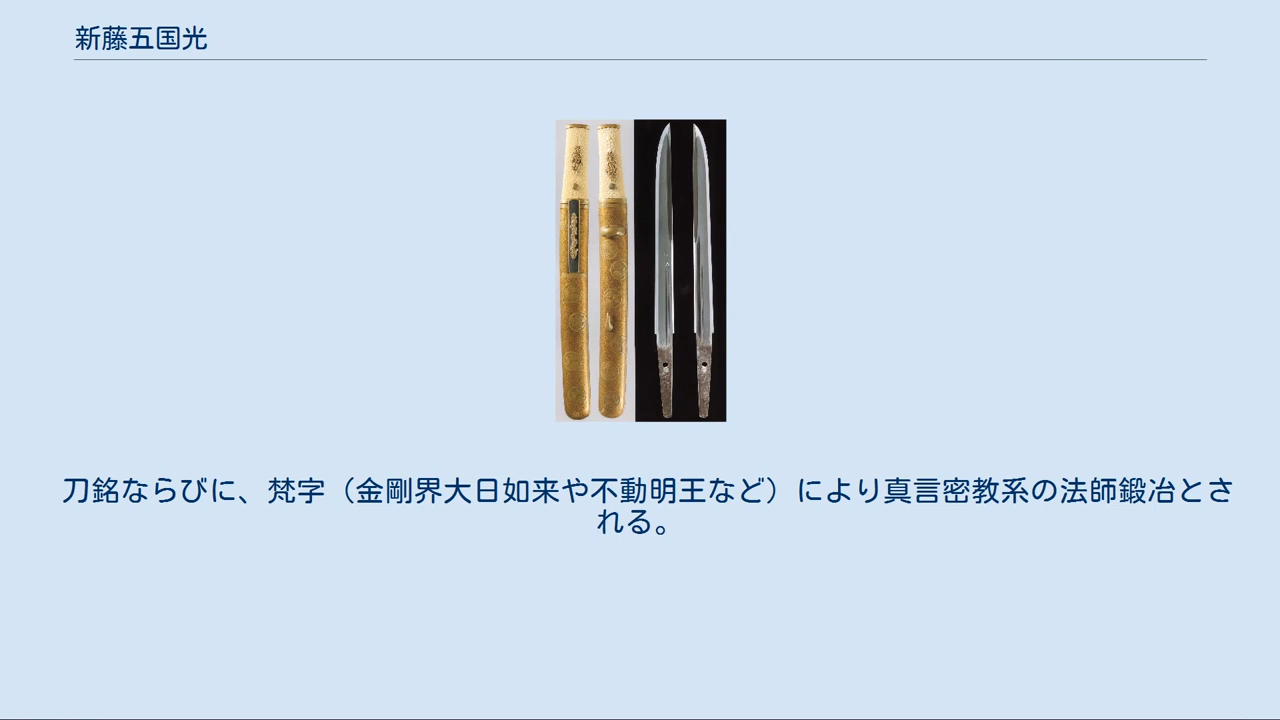 新藤五国光
刀銘ならびに、梵字（金剛界大日如来や不動明王など）により真言密教系の法師鍛冶とさ
れる。